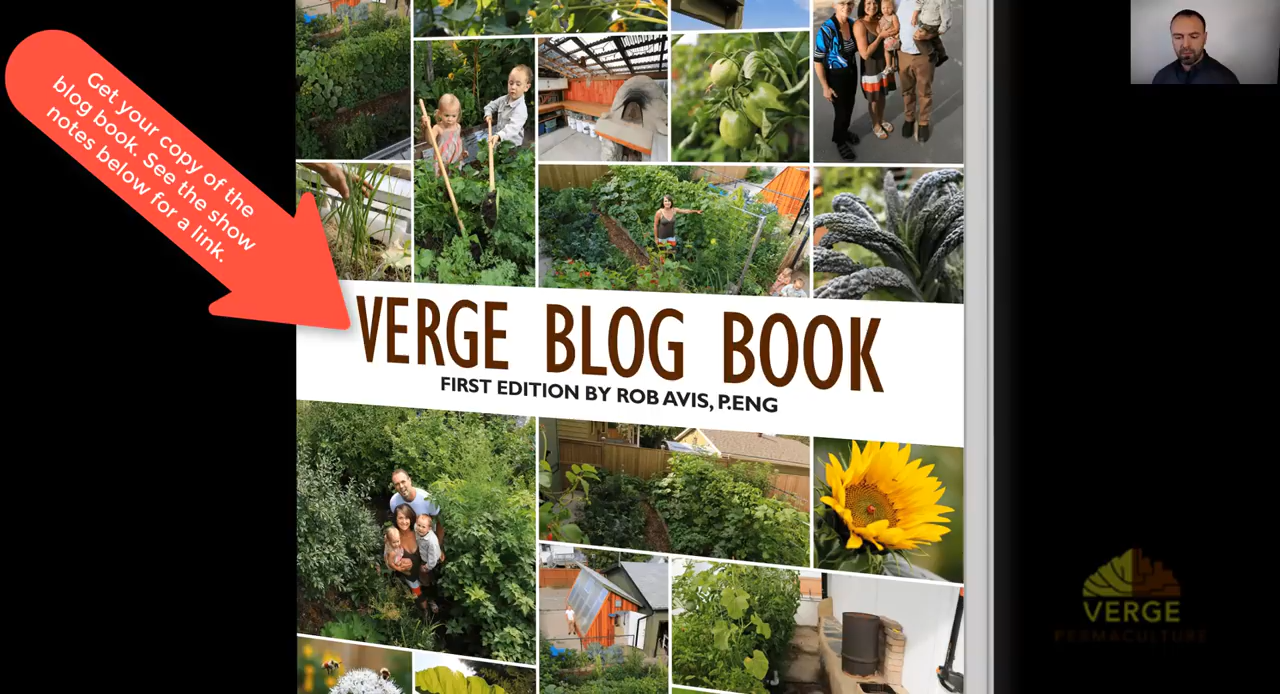 Get your copy of the
blog book. See the show
notes below for a link.
VERGE BLOG BOOK
FIRST EDITION BY ROB AVIS, P.ENG
VERGE
PERMACULTURE